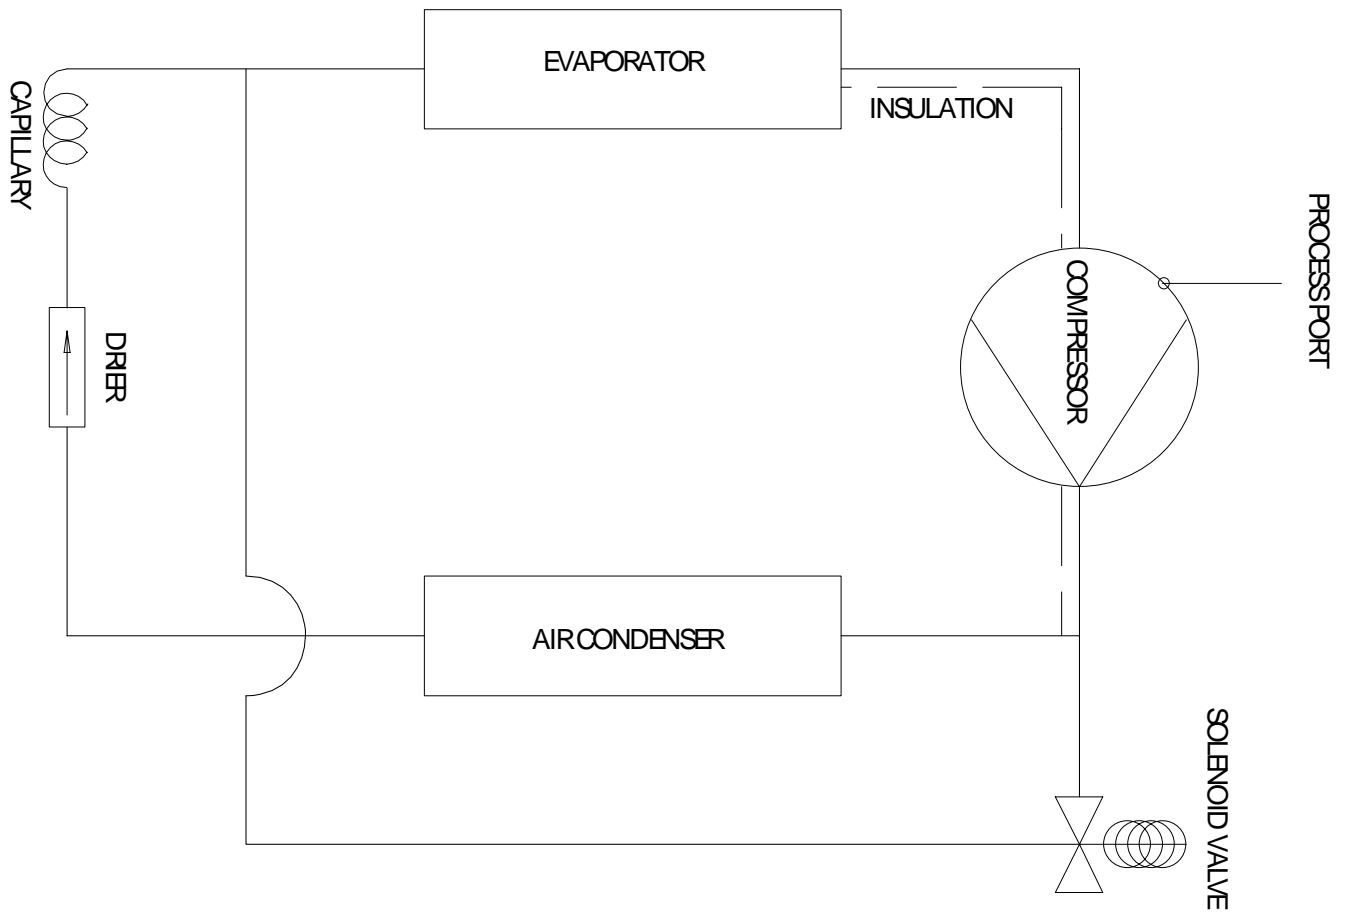 EVAPORATOR
INSULATION
CAPILLARY
PROCESS PORT
COMPRESSOR
DRIER
AIR CONDENSER
SOLENOID VALVE